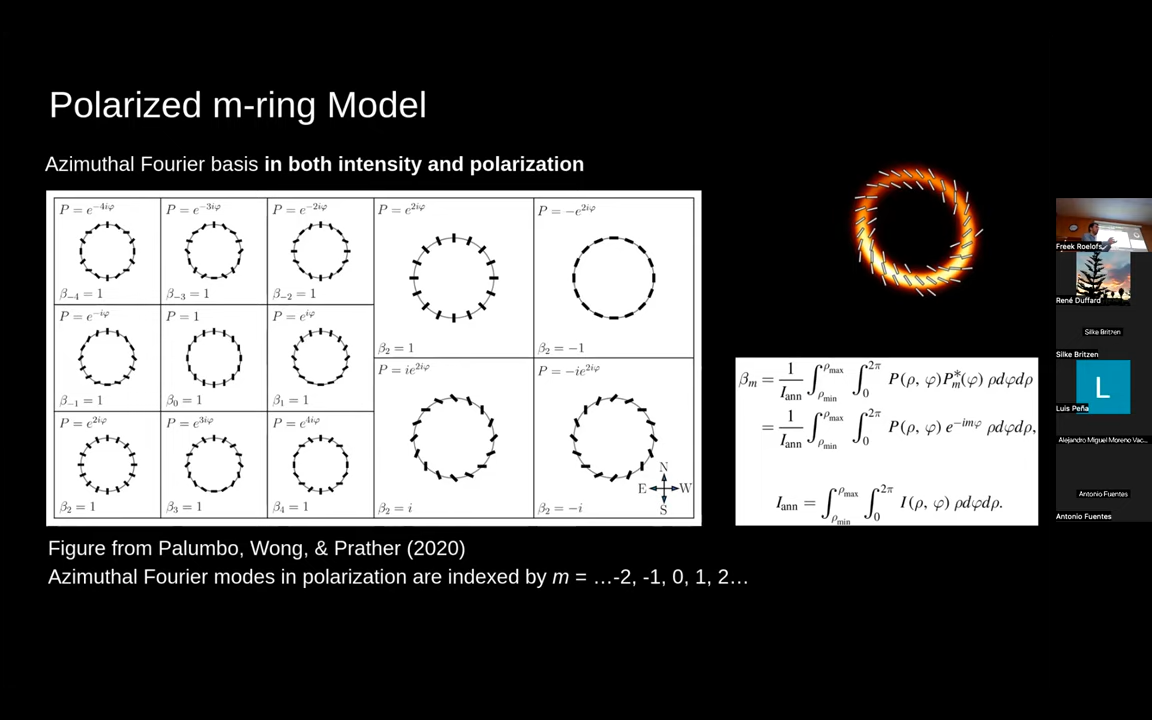 Polarized m-ring Model
Azimuthal Fourier basis in both intensity and polarization
P = e^{-4iφ}
β_{-4} = 1
P = e^{-3iφ}
β_{-3} = 1
P = e^{-2iφ}
β_{-2} = 1
P = e^{-iφ}
β_{-1} = 1
P = 1
β_0 = 1
P = e^{iφ}
β_1 = 1
P = e^{2iφ}
β_2 = 1
P = e^{3iφ}
β_3 = 1
P = e^{4iφ}
β_4 = 1
P = e^{2iφ}
β_2 = 1
P = -e^{2iφ}
β_2 = -1
P = ie^{2iφ}
β_2 = i
P = -ie^{2iφ}
β_2 = -i
N
E W
S
β_m = 1/I_ann ∫_{ρ_min}^{ρ_max} ∫_0^{2π} P(ρ, φ)P_m^*(φ) ρdφdρ
= 1/I_ann ∫_{ρ_min}^{ρ_max} ∫_0^{2π} P(ρ, φ) e^{-imφ} ρdφdρ,
I_ann = ∫_{ρ_min}^{ρ_max} ∫_0^{2π} I(ρ, φ) ρdφdρ.
Figure from Palumbo, Wong, & Prather (2020)
Azimuthal Fourier modes in polarization are indexed by m = …-2, -1, 0, 1, 2…
Freek Roelofs
René Duffard
Silke Britzen
Silke Britzen
L
Luis Peña
Alejandro Miguel Moreno Vac...
Antonio Fuentes
Antonio Fuentes